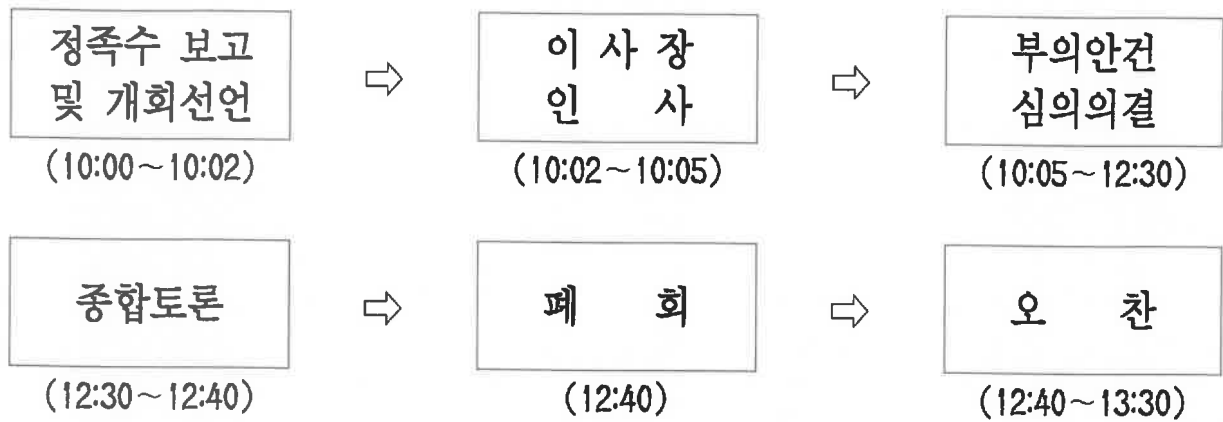 정족수 보고 및 개회선언
⇨
이 사 장 인 사
⇨
부의안건 심의의결
(10:00~10:02)
(10:02~10:05)
(10:05~12:30)
종합토론
⇨
폐 회
⇨
오 찬
(12:30~12:40)
(12:40)
(12:40~13:30)